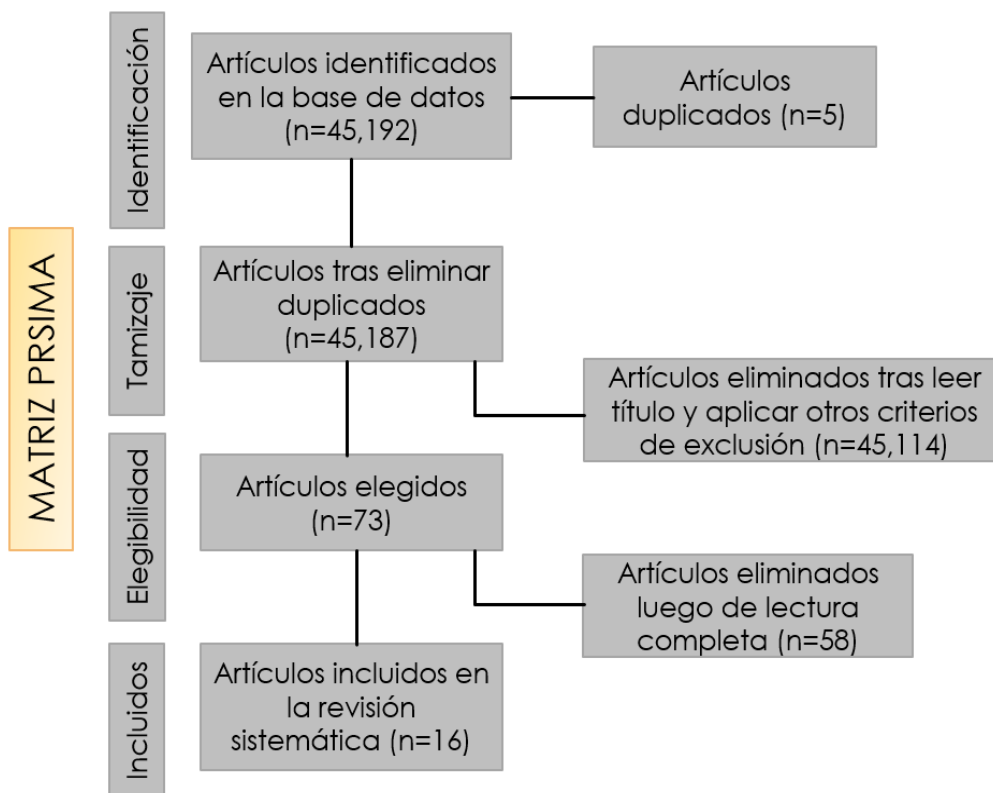 MATRIZ PRSIMA
Identificación
Artículos identificados
en la base de datos
(n=45,192)
Artículos
duplicados (n=5)
Tamizaje
Artículos tras eliminar
duplicados
(n=45,187)
Artículos eliminados tras leer
título y aplicar otros criterios
de exclusión (n=45,114)
Elegibilidad
Artículos elegidos
(n=73)
Artículos eliminados
luego de lectura
completa (n=58)
Incluidos
Artículos incluidos en
la revisión
sistemática (n=16)